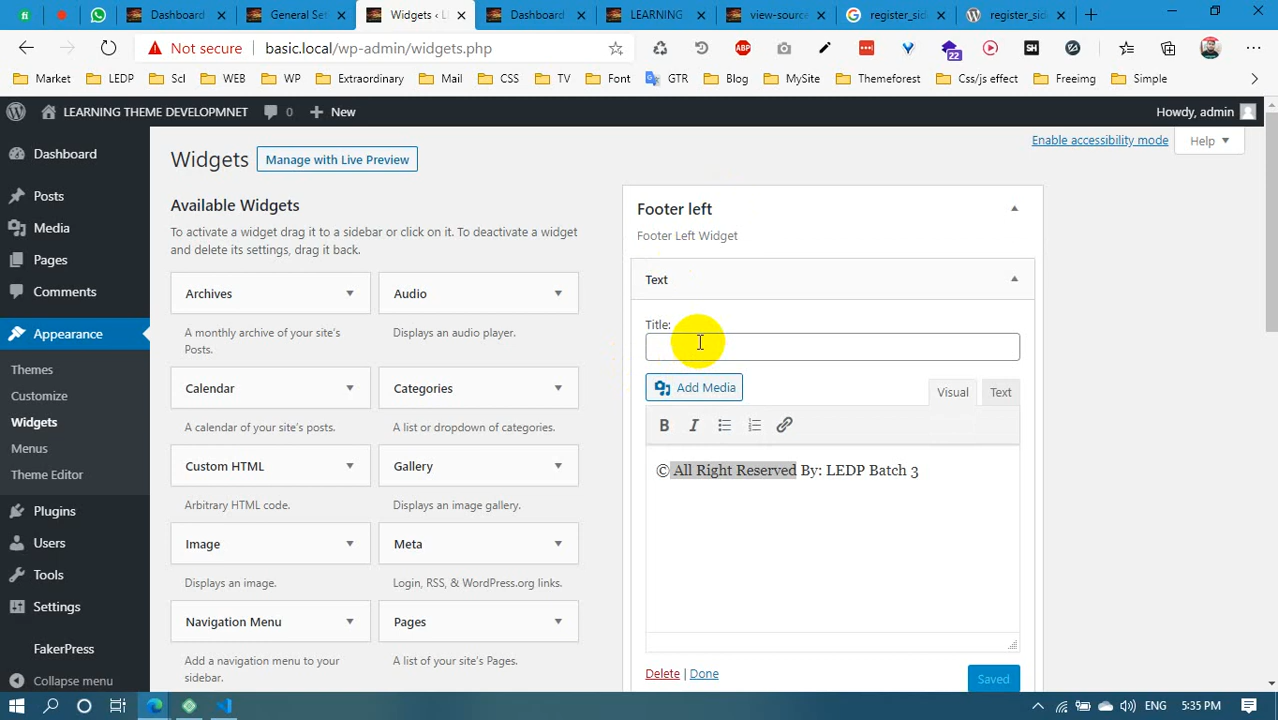 Dashboard
General Set
Widgets ‹ L
Dashboard
LEARNING
view-source
register_sid
register_sid
Not secure
basic.local/wp-admin/widgets.php
ABP
22
SH
Market
LEDP
Scl
WEB
WP
Extraordinary
Mail
CSS
TV
Font
GTR
Blog
MySite
Themeforest
Css/js effect
Freeimg
Simple
LEARNING THEME DEVELOPMNET
0
New
Howdy, admin
Dashboard
Posts
Media
Pages
Comments
Appearance
Themes
Customize
Widgets
Menus
Theme Editor
Plugins
Users
Tools
Settings
FakerPress
Collapse menu
Widgets
Manage with Live Preview
Enable accessibility mode
Help
Available Widgets
To activate a widget drag it to a sidebar or click on it. To deactivate a widget
and delete its settings, drag it back.
Archives
Audio
A monthly archive of your site's
Posts.
Displays an audio player.
Calendar
Categories
A calendar of your site's posts.
A list or dropdown of categories.
Custom HTML
Gallery
Arbitrary HTML code.
Displays an image gallery.
Image
Meta
Displays an image.
Login, RSS, & WordPress.org links.
Navigation Menu
Pages
Add a navigation menu to your
sidebar.
A list of your site's Pages.
Footer left
Footer Left Widget
Text
Title:
Add Media
Visual
Text
B
I
© All Right Reserved By: LEDP Batch 3
Delete | Done
Saved
ENG
5:35 PM